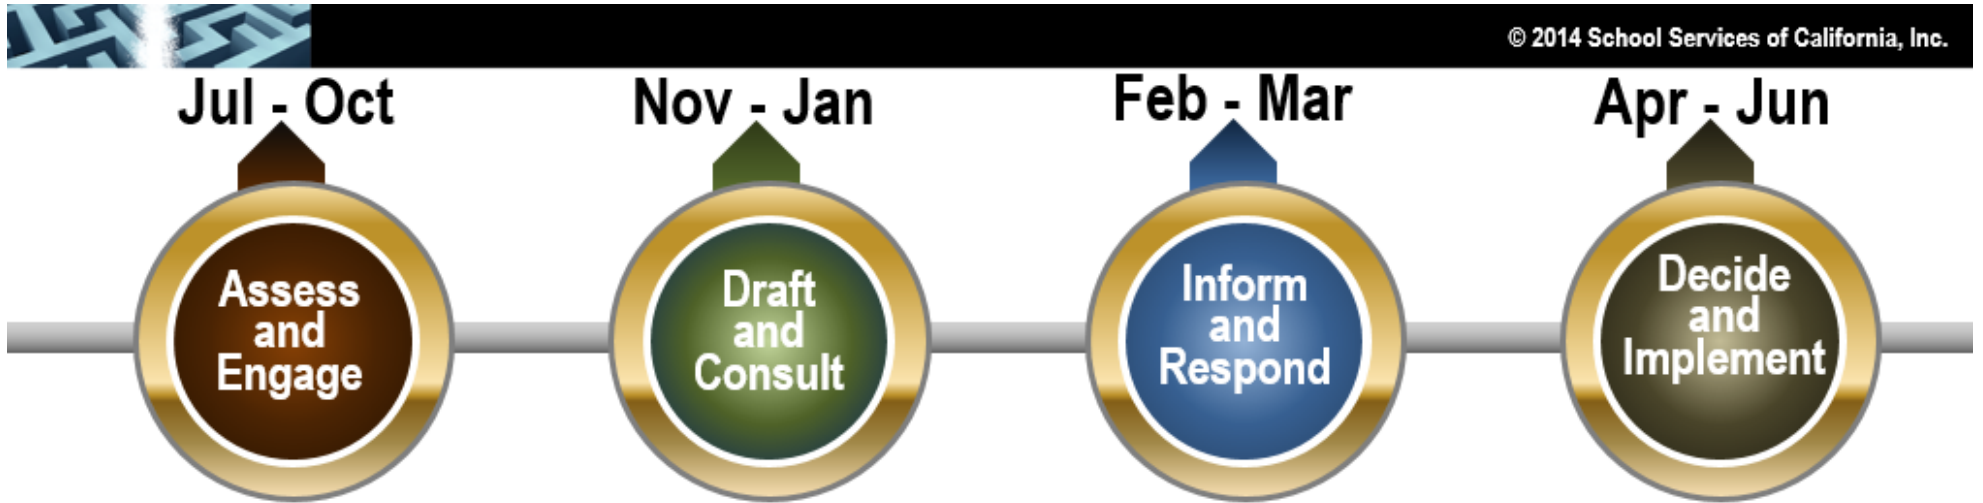 © 2014 School Services of California, Inc.
Jul - Oct
Nov - Jan
Feb - Mar
Apr - Jun
Assess
and
Engage
Draft
and
Consult
Inform
and
Respond
Decide
and
Implement